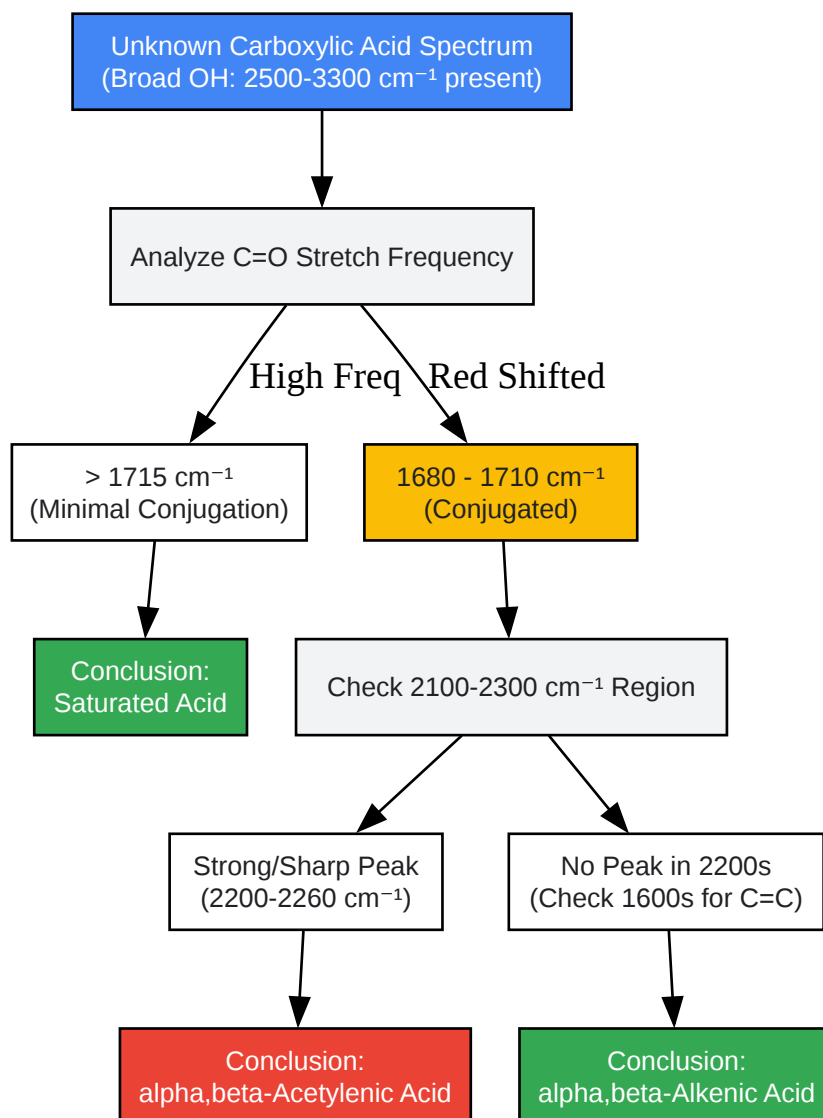 Unknown Carboxylic Acid Spectrum
(Broad OH: 2500-3300 cm⁻¹ present)
Analyze C=O Stretch Frequency
High Freq
Red Shifted
> 1715 cm⁻¹
(Minimal Conjugation)
1680 - 1710 cm⁻¹
(Conjugated)
Conclusion:
Saturated Acid
Check 2100-2300 cm⁻¹ Region
Strong/Sharp Peak
(2200-2260 cm⁻¹)
No Peak in 2200s
(Check 1600s for C=C)
Conclusion:
alpha,beta-Acetylenic Acid
Conclusion:
alpha,beta-Alkenic Acid